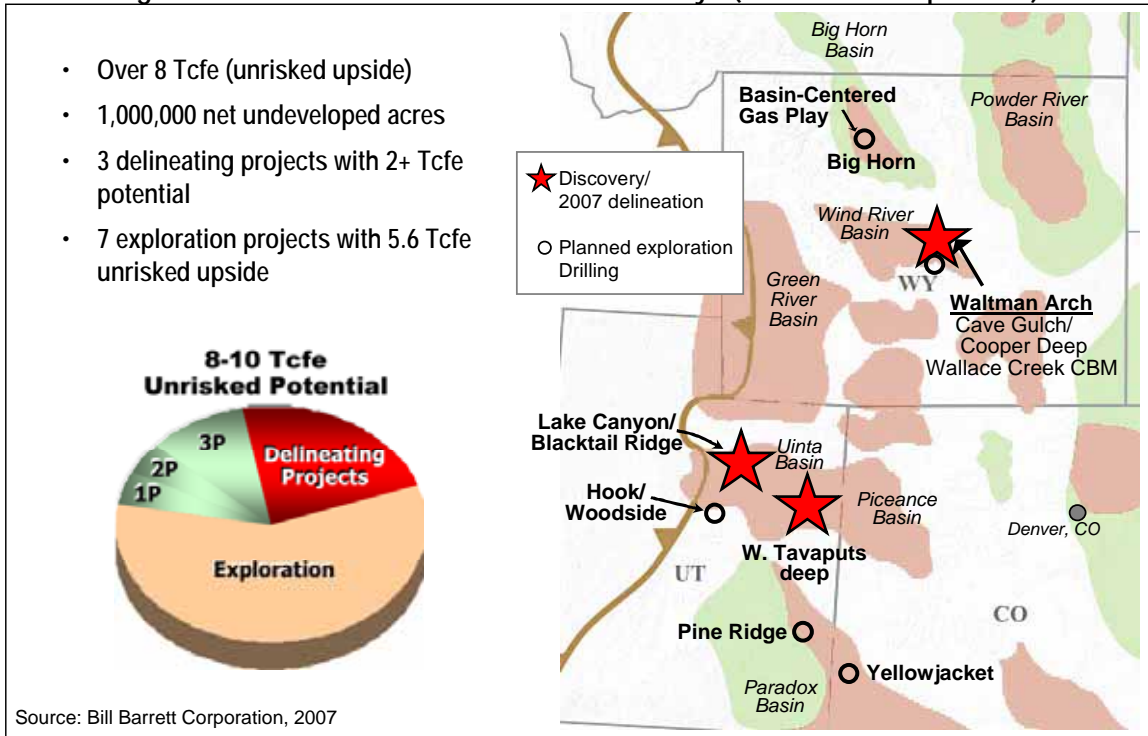 • Over 8 Tcfe (unrisked upside)
• 1,000,000 net undeveloped acres
• 3 delineating projects with 2+ Tcfe
potential
• 7 exploration projects with 5.6 Tcfe
unrisked upside
8-10 Tcfe
Unrisked Potential
3P
2P
1P
Delineating
Projects
Exploration
Source: Bill Barrett Corporation, 2007
Discovery/
2007 delineation
Planned exploration
Drilling
Big Horn
Basin
Basin-Centered
Gas Play
Big Horn
Powder River
Basin
Wind River
Basin
WY
Green
River
Basin
Waltman Arch
Cave Gulch/
Cooper Deep
Wallace Creek CBM
Lake Canyon/
Blacktail Ridge
Uinta
Basin
Hook/
Woodside
Piceance
Basin
Denver, CO
W. Tavaputs
deep
UT
CO
Pine Ridge
Yellowjacket
Paradox
Basin